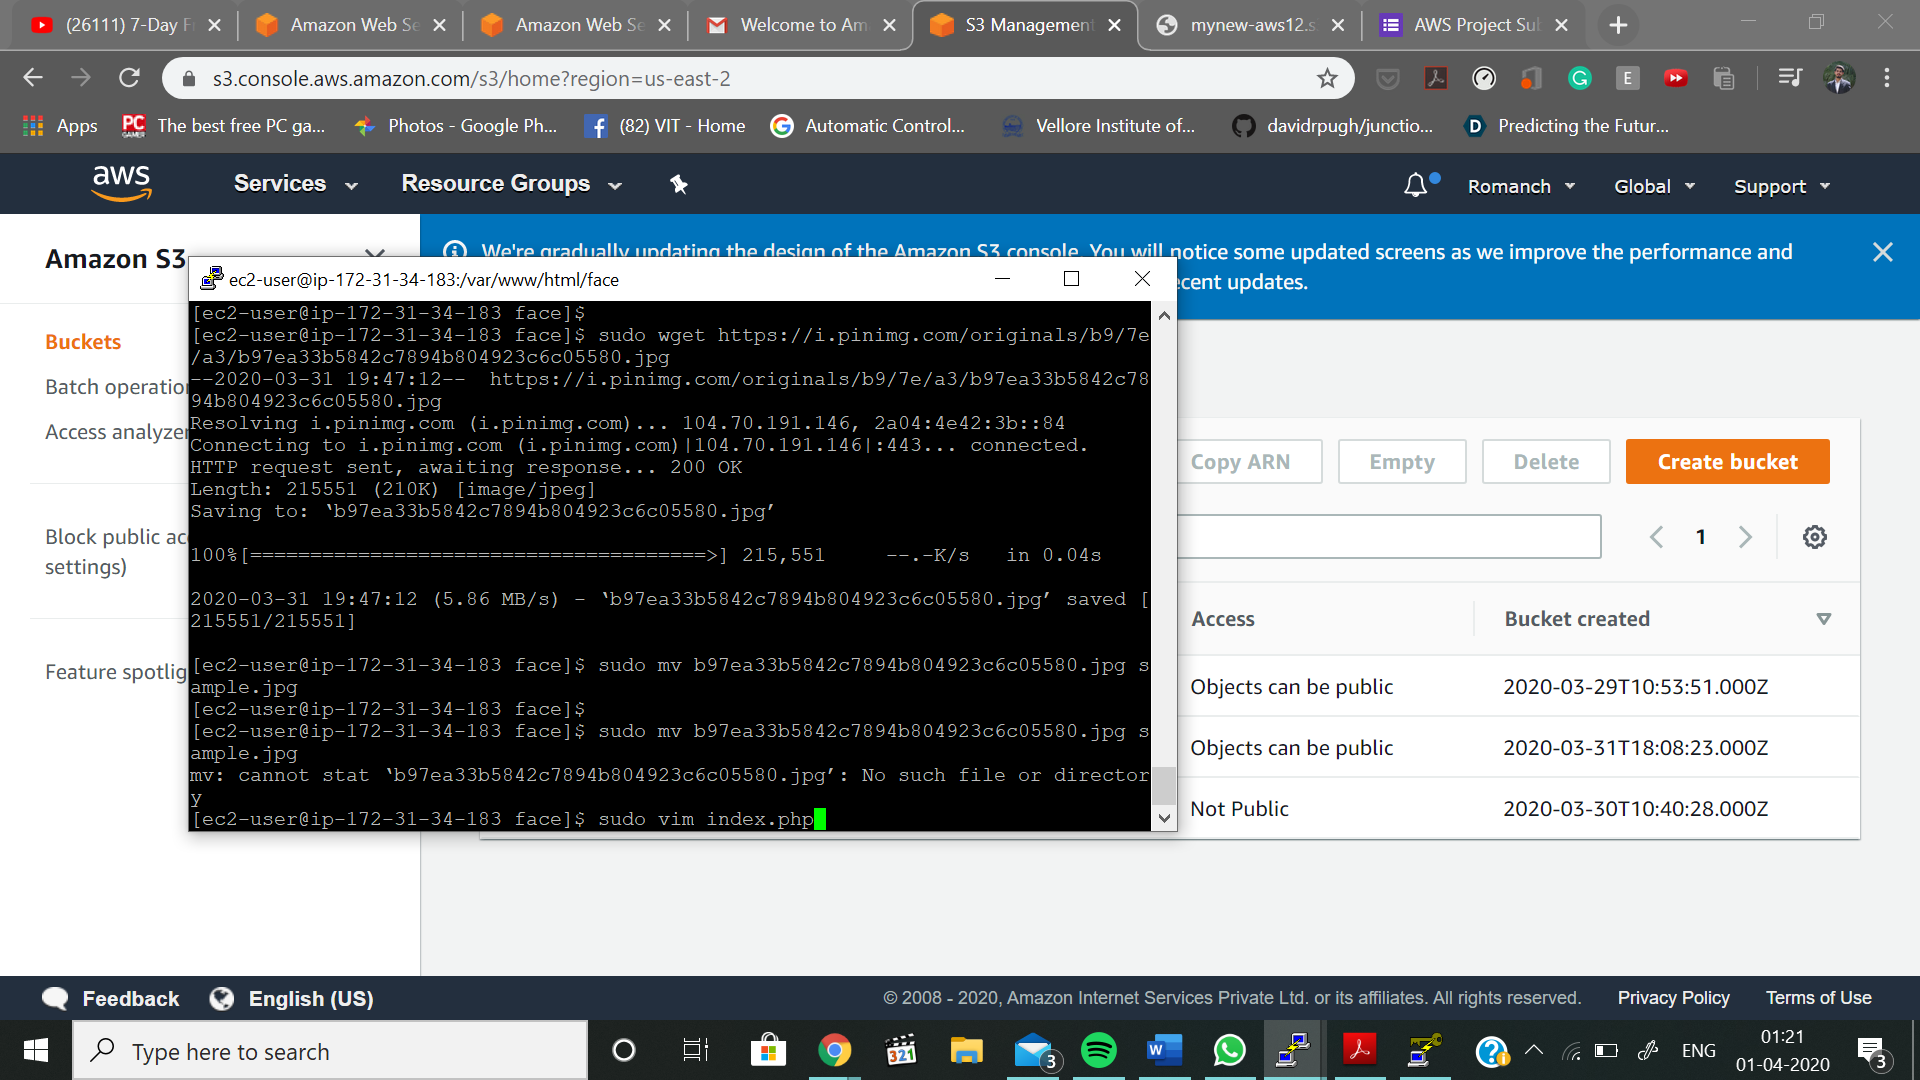 (26111) 7-Day F
Amazon Web Se
Amazon Web Se
Welcome to Am
S3 Management
mynew-aws12.s
AWS Project Sub
s3.console.aws.amazon.com/s3/home?region=us-east-2
Apps
The best free PC ga...
Photos - Google Ph...
(82) VIT - Home
Automatic Control...
Vellore Institute of...
davidrpugh/junctio...
Predicting the Futur...
aws
Services
Resource Groups
Romanch
Global
Support
Amazon S3
We're gradually updating the design of the Amazon S3 console. You will notice some updated screens as we improve the performance and
ecent updates.
Buckets
Batch operation
Access analyzer
Block public acc
settings)
Feature spotlig
ec2-user@ip-172-31-34-183:/var/www/html/face
[ec2-user@ip-172-31-34-183 face]$
[ec2-user@ip-172-31-34-183 face]$ sudo wget https://i.pinimg.com/originals/b9/7e
/a3/b97ea33b5842c7894b804923c6c05580.jpg
--2020-03-31 19:47:12--  https://i.pinimg.com/originals/b9/7e/a3/b97ea33b5842c78
94b804923c6c05580.jpg
Resolving i.pinimg.com (i.pinimg.com)... 104.70.191.146, 2a04:4e42:3b::84
Connecting to i.pinimg.com (i.pinimg.com)|104.70.191.146|:443... connected.
HTTP request sent, awaiting response... 200 OK
Length: 215551 (210K) [image/jpeg]
Saving to: ‘b97ea33b5842c7894b804923c6c05580.jpg’
100%[======================================>] 215,551     --.-K/s   in 0.04s
2020-03-31 19:47:12 (5.86 MB/s) - ‘b97ea33b5842c7894b804923c6c05580.jpg’ saved [
215551/215551]
[ec2-user@ip-172-31-34-183 face]$ sudo mv b97ea33b5842c7894b804923c6c05580.jpg s
ample.jpg
[ec2-user@ip-172-31-34-183 face]$
[ec2-user@ip-172-31-34-183 face]$ sudo mv b97ea33b5842c7894b804923c6c05580.jpg s
ample.jpg
mv: cannot stat ‘b97ea33b5842c7894b804923c6c05580.jpg’: No such file or director
y
[ec2-user@ip-172-31-34-183 face]$ sudo vim index.php
Copy ARN
Empty
Delete
Create bucket
1
Access
Bucket created
Objects can be public
2020-03-29T10:53:51.000Z
Objects can be public
2020-03-31T18:08:23.000Z
Not Public
2020-03-30T10:40:28.000Z
Feedback
English (US)
© 2008 - 2020, Amazon Internet Services Private Ltd. or its affiliates. All rights reserved.
Privacy Policy
Terms of Use
Type here to search
321
3
ENG
01:21
01-04-2020
3